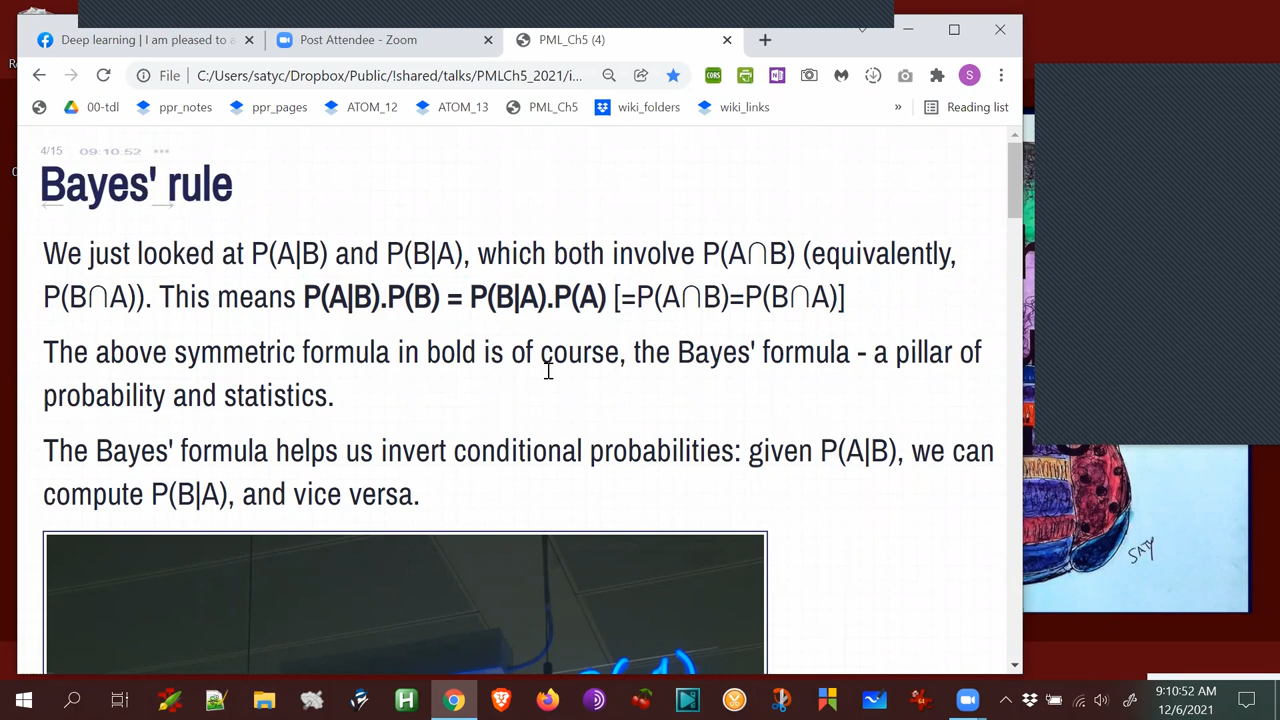 Deep learning | I am pleased to a
Post Attendee - Zoom
PML_Ch5 (4)
File
C:/Users/satyc/Dropbox/Public/!shared/talks/PMLCh5_2021/i...
CORS
S
00-tdl
ppr_notes
ppr_pages
ATOM_12
ATOM_13
PML_Ch5
wiki_folders
wiki_links
»
Reading list
4/15 09:10:52 •••
Bayes' rule
We just looked at P(A|B) and P(B|A), which both involve P(A∩B) (equivalently,
P(B∩A)). This means P(A|B).P(B) = P(B|A).P(A) [=P(A∩B)=P(B∩A)]
The above symmetric formula in bold is of course, the Bayes' formula - a pillar of
probability and statistics.
The Bayes' formula helps us invert conditional probabilities: given P(A|B), we can
compute P(B|A), and vice versa.
SATY
9:10:52 AM
12/6/2021